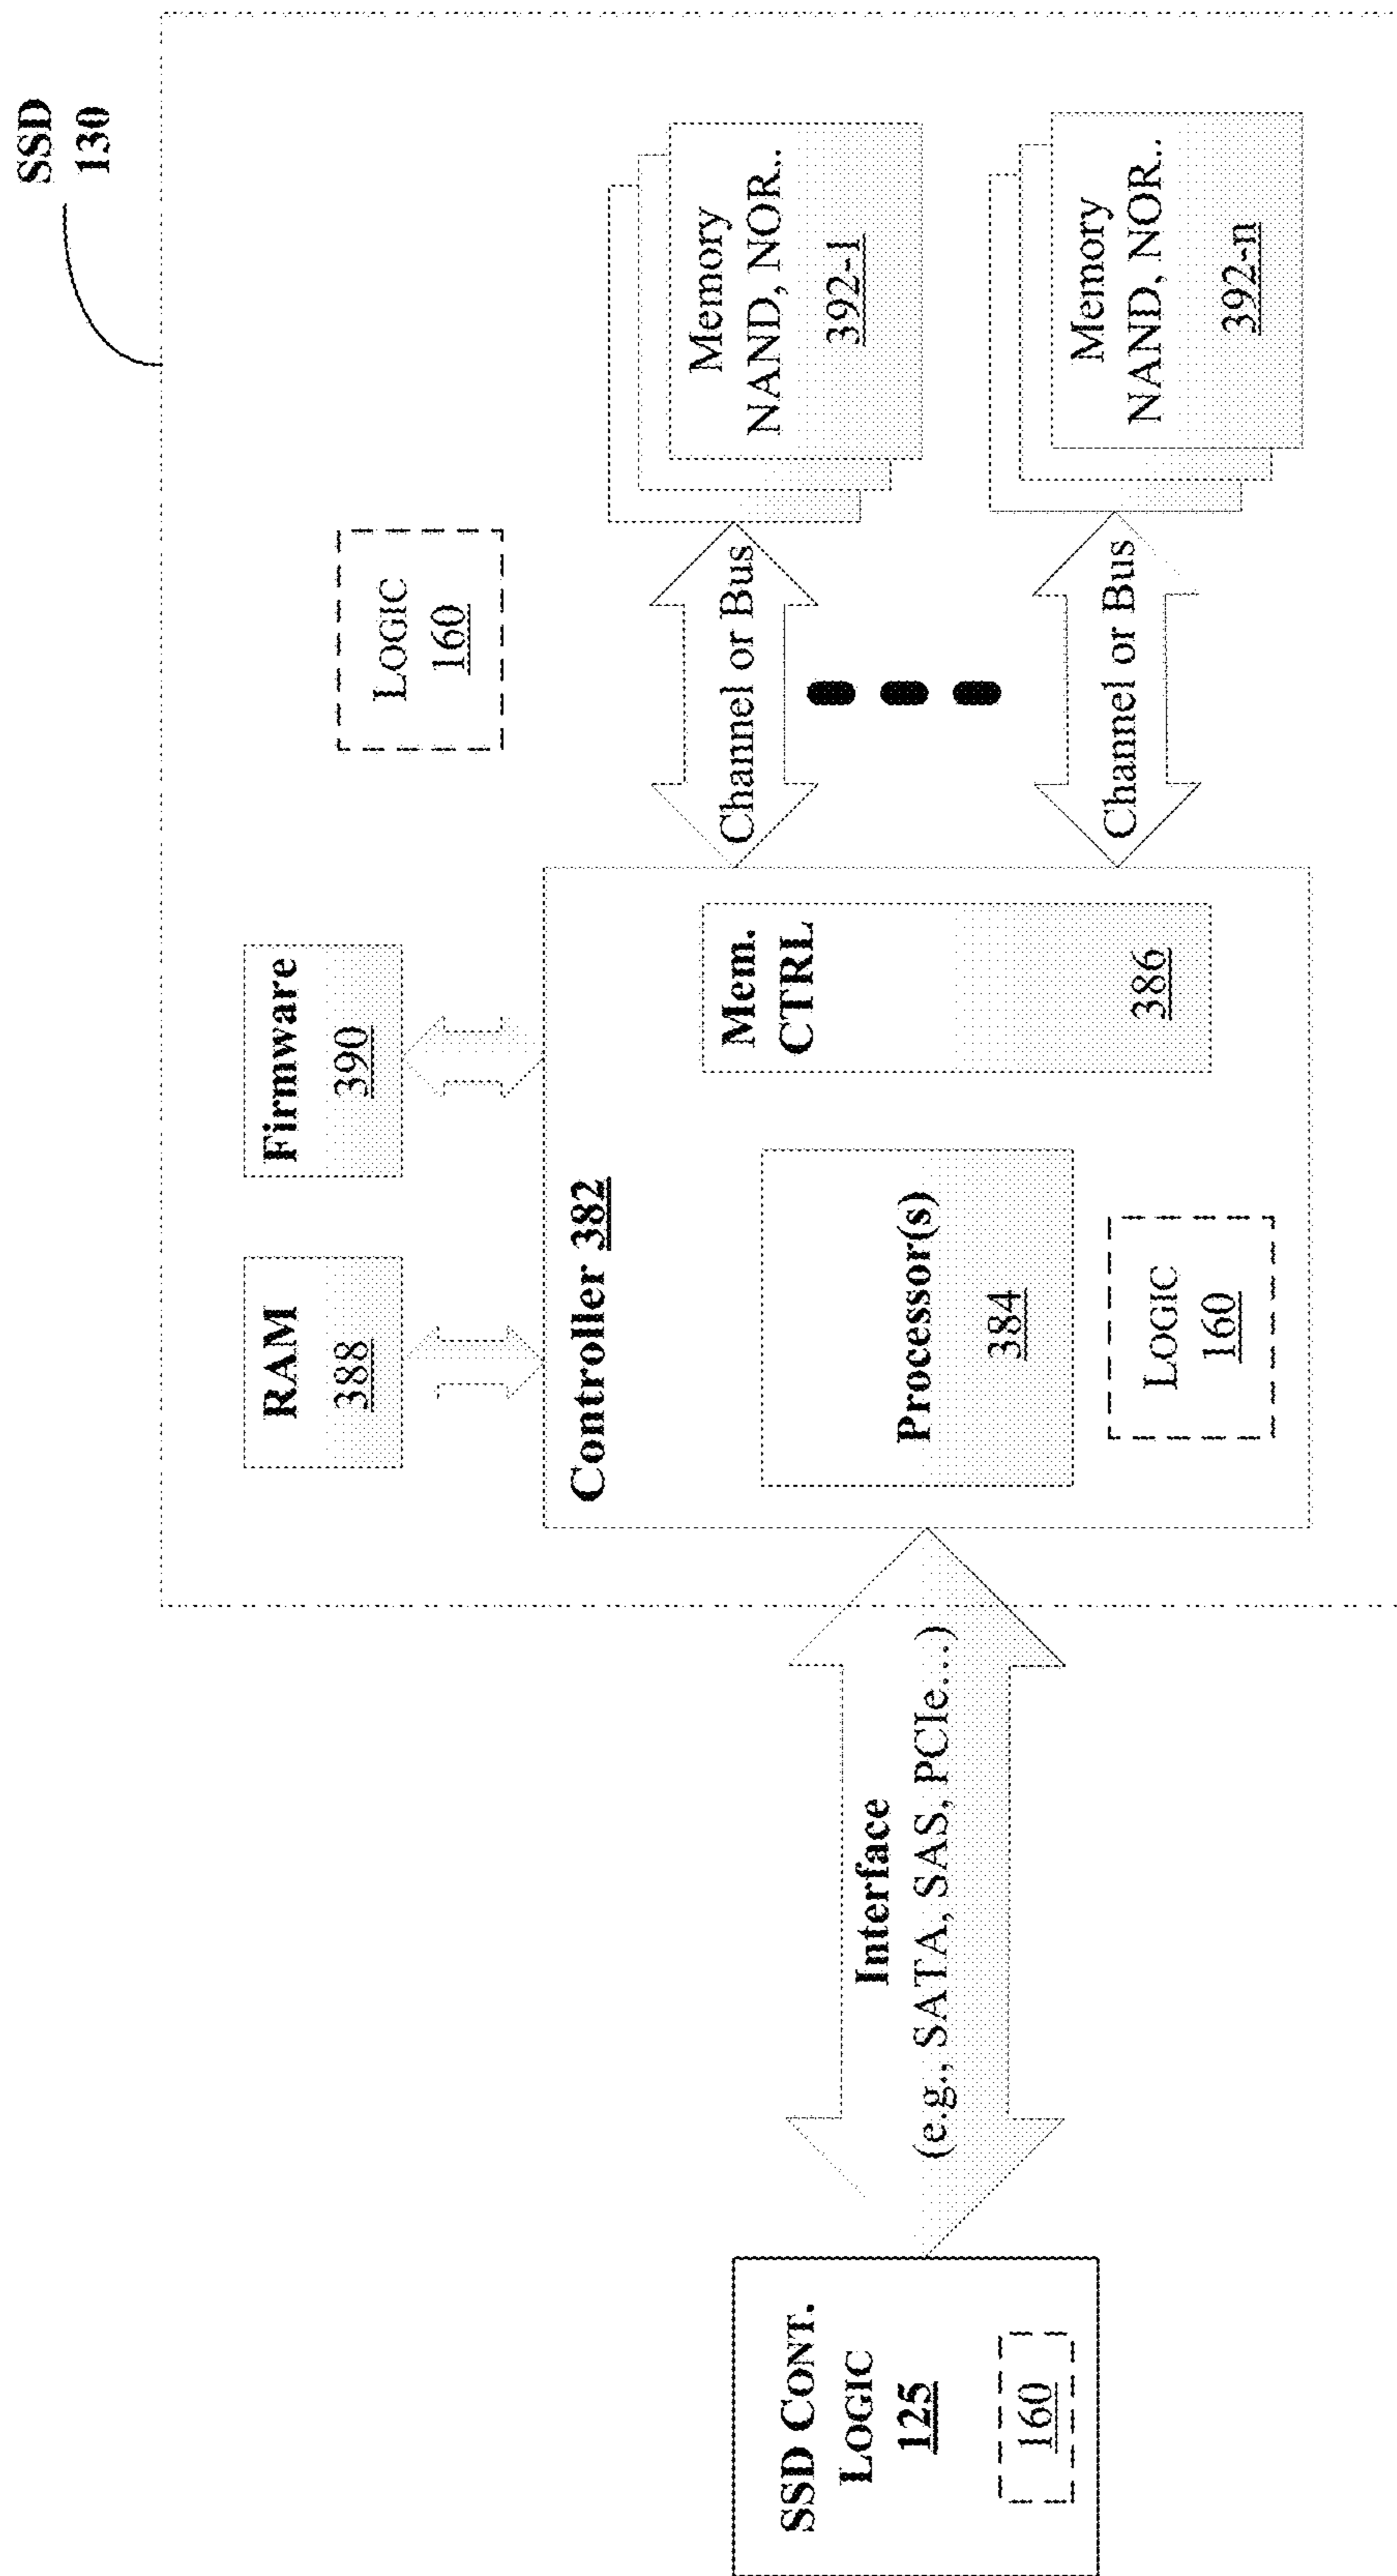 SSD
130
RAM
388
Firmware
390
LOGIC
160
Controller 382
Processor(s)
384
Mem.
CTRL
386
LOGIC
160
Channel or Bus
Channel or Bus
Memory
NAND, NOR..
392-1
Memory
NAND, NOR..
392-n
Interface
(e.g., SATA, SAS, PCIe...)
SSD CONT.
LOGIC
125
160